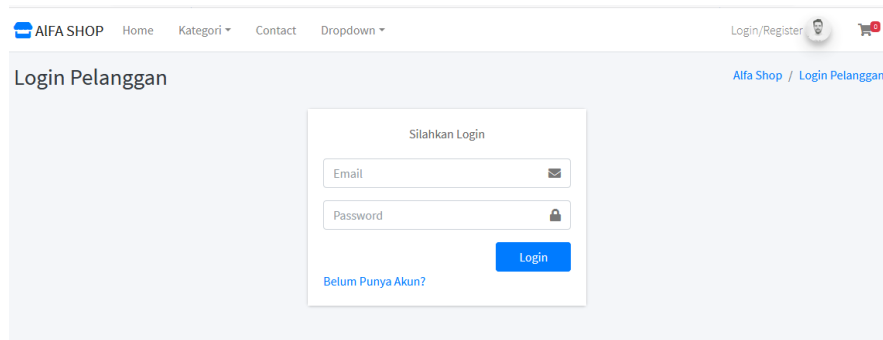 AlFA SHOP Home Kategori Contact Dropdown Login/Register 0
Login Pelanggan Alfa Shop / Login Pelanggan
Silahkan Login
Email
Password
Login
Belum Punya Akun?